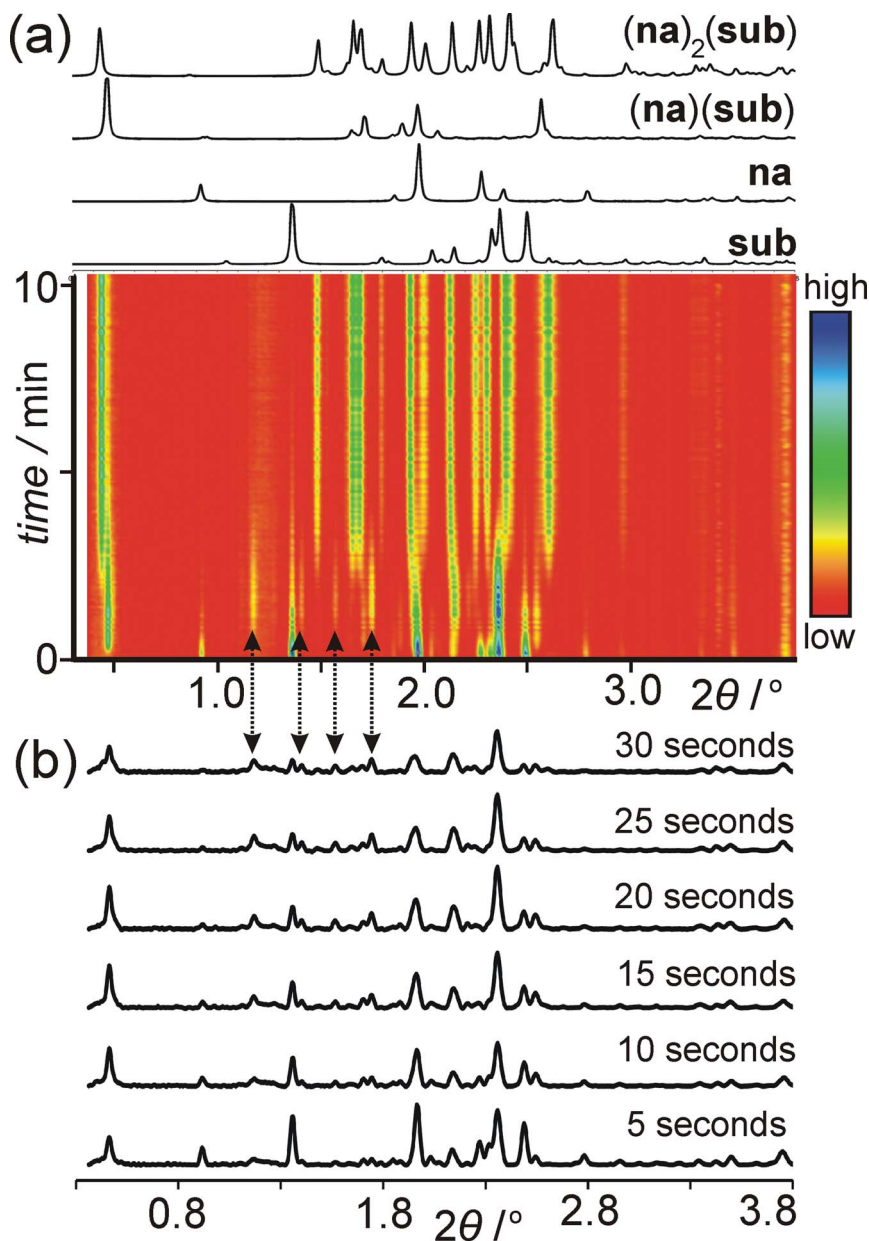 (a)
(na)2(sub)
(na)(sub)
na
sub
high
low
10
time / min
0
1.0
2.0
3.0
2θ / °
(b)
30 seconds
25 seconds
20 seconds
15 seconds
10 seconds
5 seconds
0.8
1.8
2θ / °
2.8
3.8